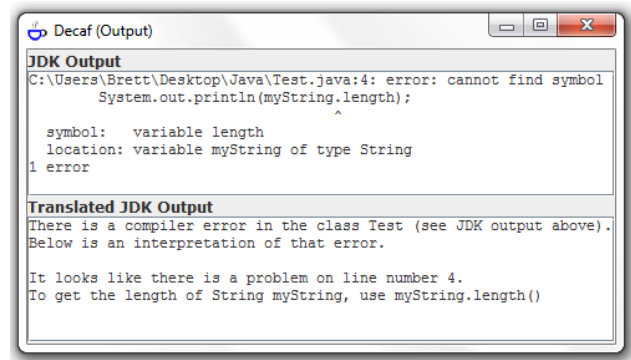 Decaf (Output)
JDK Output
C:\Users\Brett\Desktop\Java\Test.java:4: error: cannot find symbol
        System.out.println(myString.length);
                                   ^
  symbol:   variable length
  location: variable myString of type String
1 error
Translated JDK Output
There is a compiler error in the class Test (see JDK output above).
Below is an interpretation of that error.

It looks like there is a problem on line number 4.
To get the length of String myString, use myString.length()